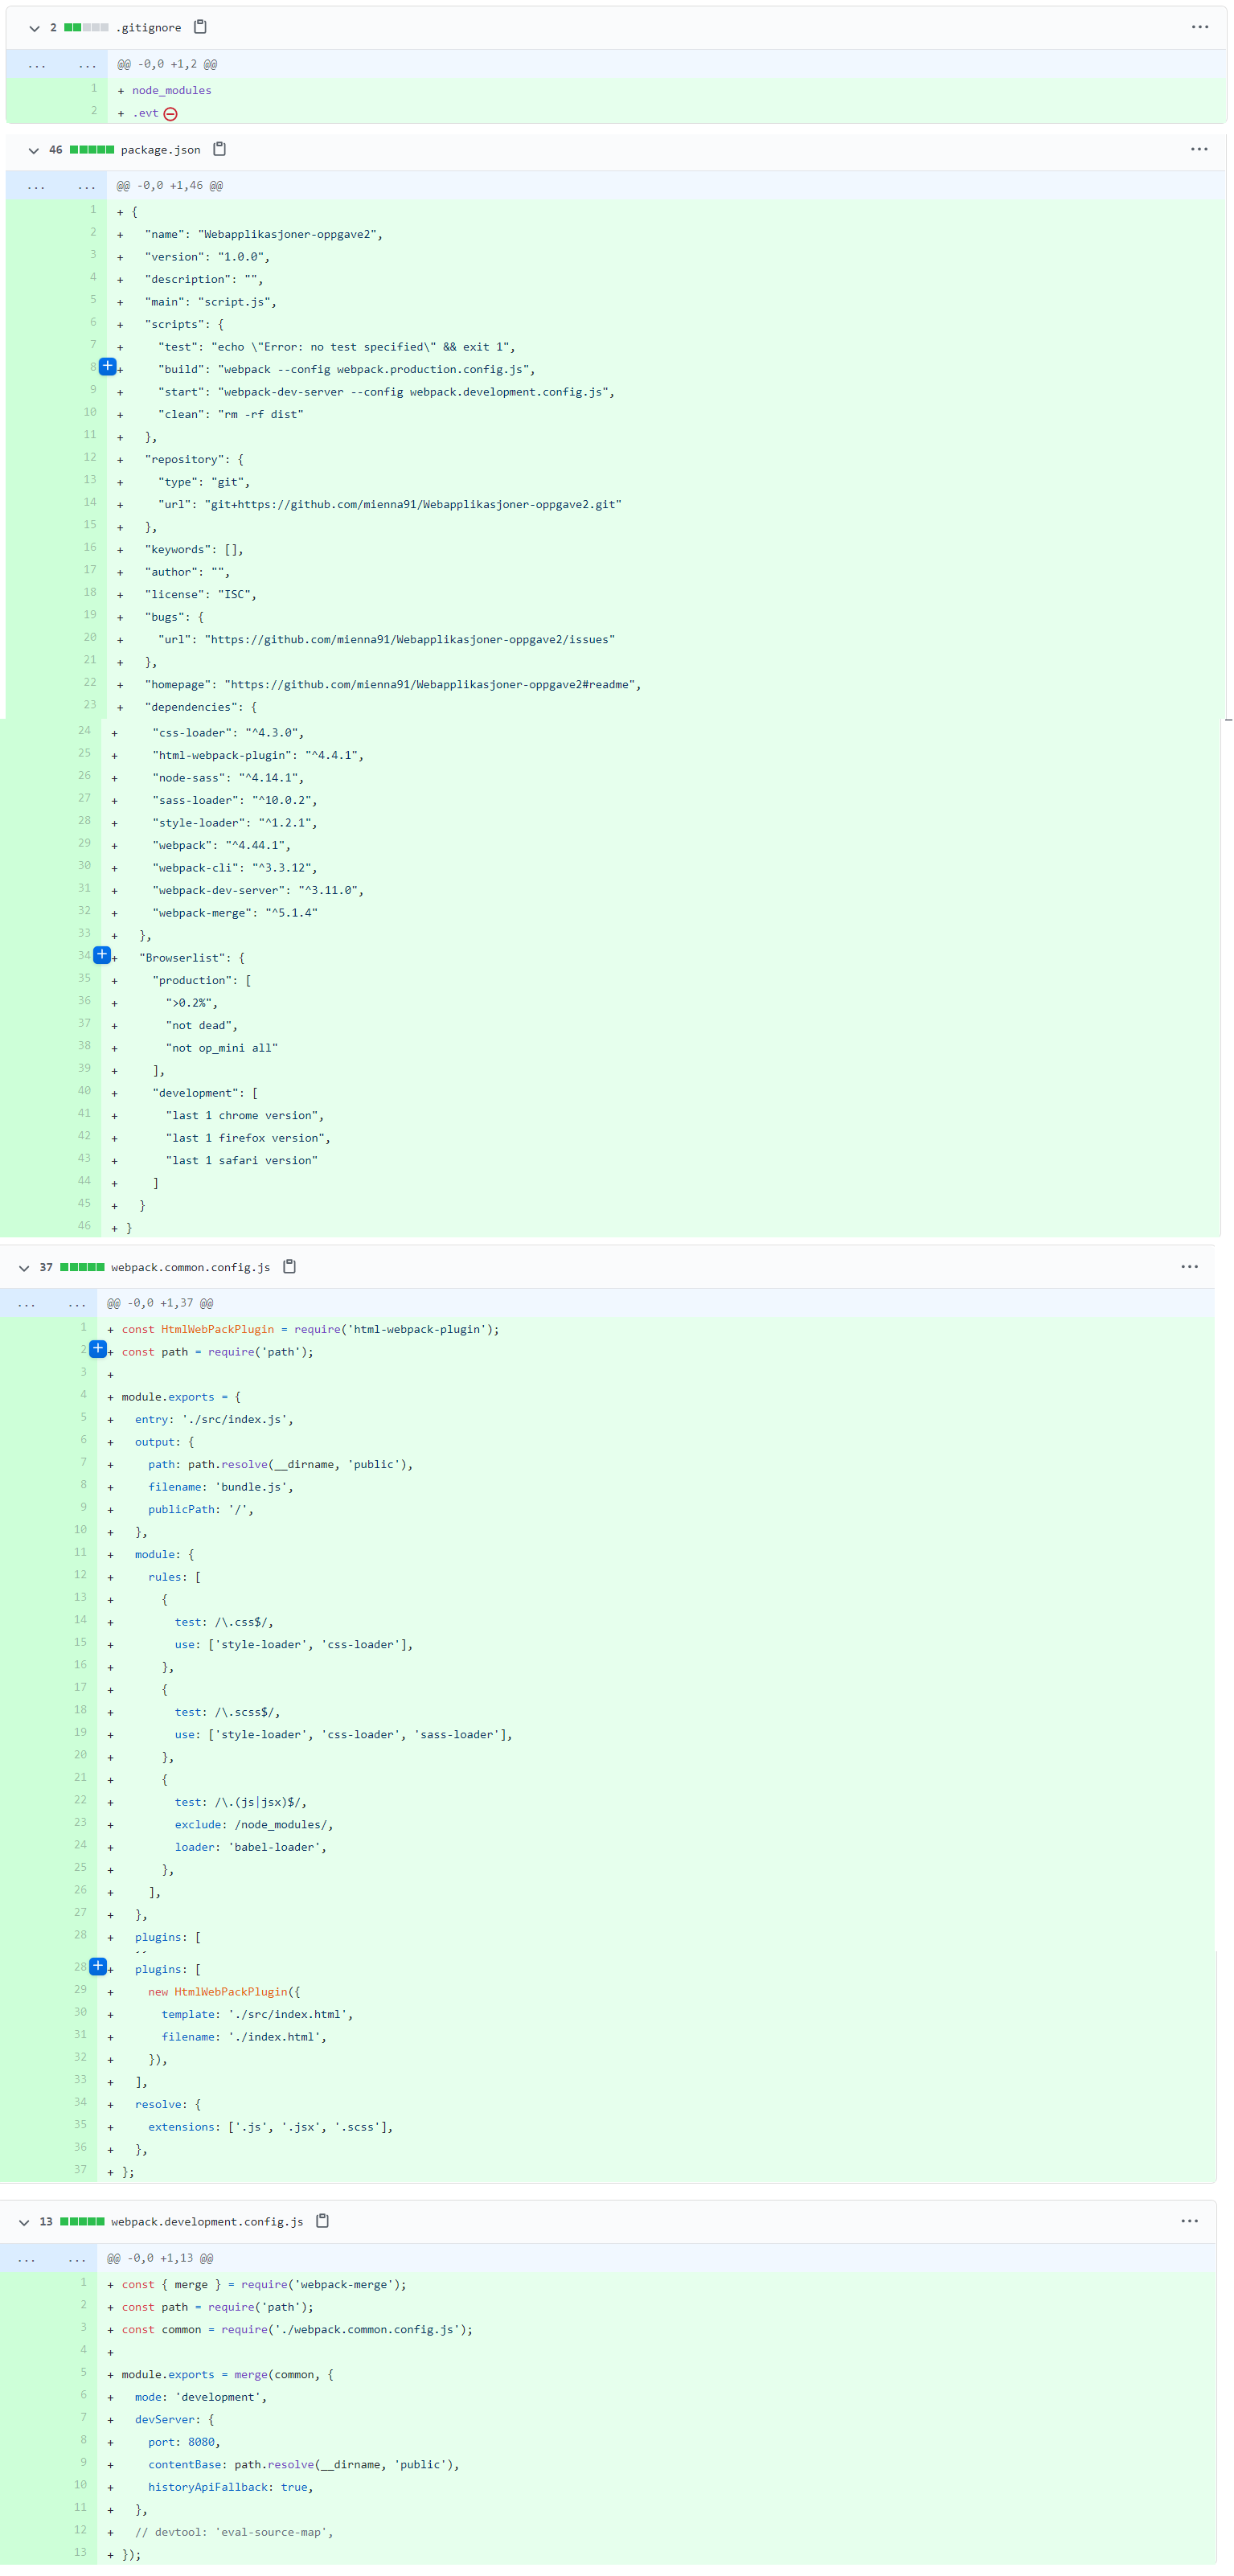 2 .gitignore
... ... @@ -0,0 +1,2 @@
1 + node_modules
2 + .evt
46 package.json
... ... @@ -0,0 +1,46 @@
1 + {
2 + "name": "Webapplikasjoner-oppgave2",
3 + "version": "1.0.0",
4 + "description": "",
5 + "main": "script.js",
6 + "scripts": {
7 + "test": "echo \"Error: no test specified\" && exit 1",
8 + "build": "webpack --config webpack.production.config.js",
9 + "start": "webpack-dev-server --config webpack.development.config.js",
10 + "clean": "rm -rf dist"
11 + },
12 + "repository": {
13 + "type": "git",
14 + "url": "git+https://github.com/mienna91/Webapplikasjoner-oppgave2.git"
15 + },
16 + "keywords": [],
17 + "author": "",
18 + "license": "ISC",
19 + "bugs": {
20 + "url": "https://github.com/mienna91/Webapplikasjoner-oppgave2/issues"
21 + },
22 + "homepage": "https://github.com/mienna91/Webapplikasjoner-oppgave2#readme",
23 + "dependencies": {
24 + "css-loader": "^4.3.0",
25 + "html-webpack-plugin": "^4.4.1",
26 + "node-sass": "^4.14.1",
27 + "sass-loader": "^10.0.2",
28 + "style-loader": "^1.2.1",
29 + "webpack": "^4.44.1",
30 + "webpack-cli": "^3.3.12",
31 + "webpack-dev-server": "^3.11.0",
32 + "webpack-merge": "^5.1.4"
33 + },
34 + "Browserlist": {
35 + "production": [
36 + ">0.2%",
37 + "not dead",
38 + "not op_mini all"
39 + ],
40 + "development": [
41 + "last 1 chrome version",
42 + "last 1 firefox version",
43 + "last 1 safari version"
44 + ]
45 + }
46 + }
37 webpack.common.config.js
... ... @@ -0,0 +1,37 @@
1 + const HtmlWebPackPlugin = require('html-webpack-plugin');
2 + const path = require('path');
3 +
4 + module.exports = {
5 + entry: './src/index.js',
6 + output: {
7 + path: path.resolve(__dirname, 'public'),
8 + filename: 'bundle.js',
9 + publicPath: '/',
10 + },
11 + module: {
12 + rules: [
13 + {
14 + test: /\.css$/,
15 + use: ['style-loader', 'css-loader'],
16 + },
17 + {
18 + test: /\.scss$/,
19 + use: ['style-loader', 'css-loader', 'sass-loader'],
20 + },
21 + {
22 + test: /\.(js|jsx)$/,
23 + exclude: /node_modules/,
24 + loader: 'babel-loader',
25 + },
26 + ],
27 + },
28 + plugins: [
28 + plugins: [
29 + new HtmlWebPackPlugin({
30 + template: './src/index.html',
31 + filename: './index.html',
32 + }),
33 + ],
34 + resolve: {
35 + extensions: ['.js', '.jsx', '.scss'],
36 + },
37 + };
13 webpack.development.config.js
... ... @@ -0,0 +1,13 @@
1 + const { merge } = require('webpack-merge');
2 + const path = require('path');
3 + const common = require('./webpack.common.config.js');
4 +
5 + module.exports = merge(common, {
6 + mode: 'development',
7 + devServer: {
8 + port: 8080,
9 + contentBase: path.resolve(__dirname, 'public'),
10 + historyApiFallback: true,
11 + },
12 + // devtool: 'eval-source-map',
13 + });